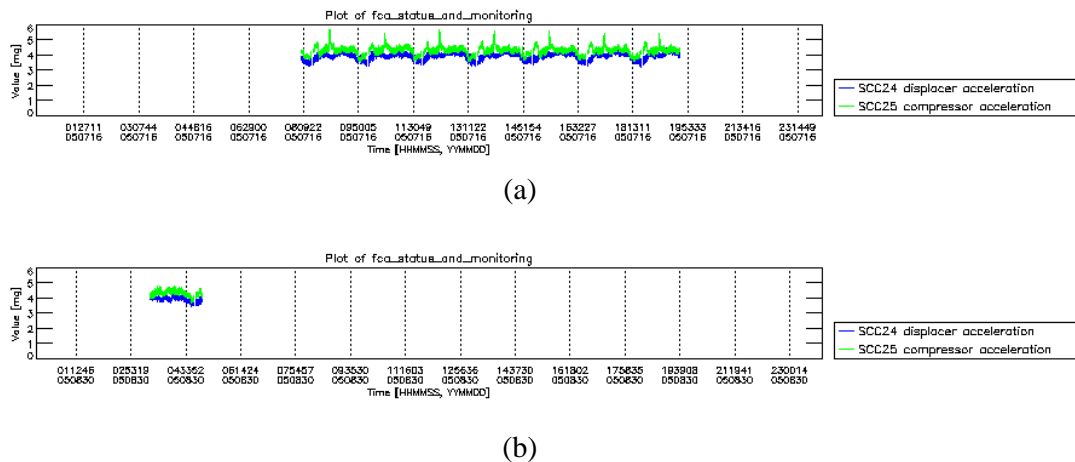 Plot of fca_status_and_monitoring
6
5
4
3
2
1
0
Value [mg]
012711 030744 044816 062900 080922 095005 113049 131122 145154 163227 181311 195333 213416 231449
050716 050716 050716 050716 050716 050716 050716 050716 050716 050716 050716 050716 050716 050716
Time [HHMMSS, YYMMDD]
SCC24 displacer acceleration
SCC25 compressor acceleration
(a)
Plot of fca_status_and_monitoring
6
5
4
3
2
1
0
Value [mg]
011246 025319 043352 061424 075457 093530 111603 125636 143730 161802 175835 193908 211941 230014
050830 050830 050830 050830 050830 050830 050830 050830 050830 050830 050830 050830 050830 050830
Time [HHMMSS, YYMMDD]
SCC24 displacer acceleration
SCC25 compressor acceleration
(b)